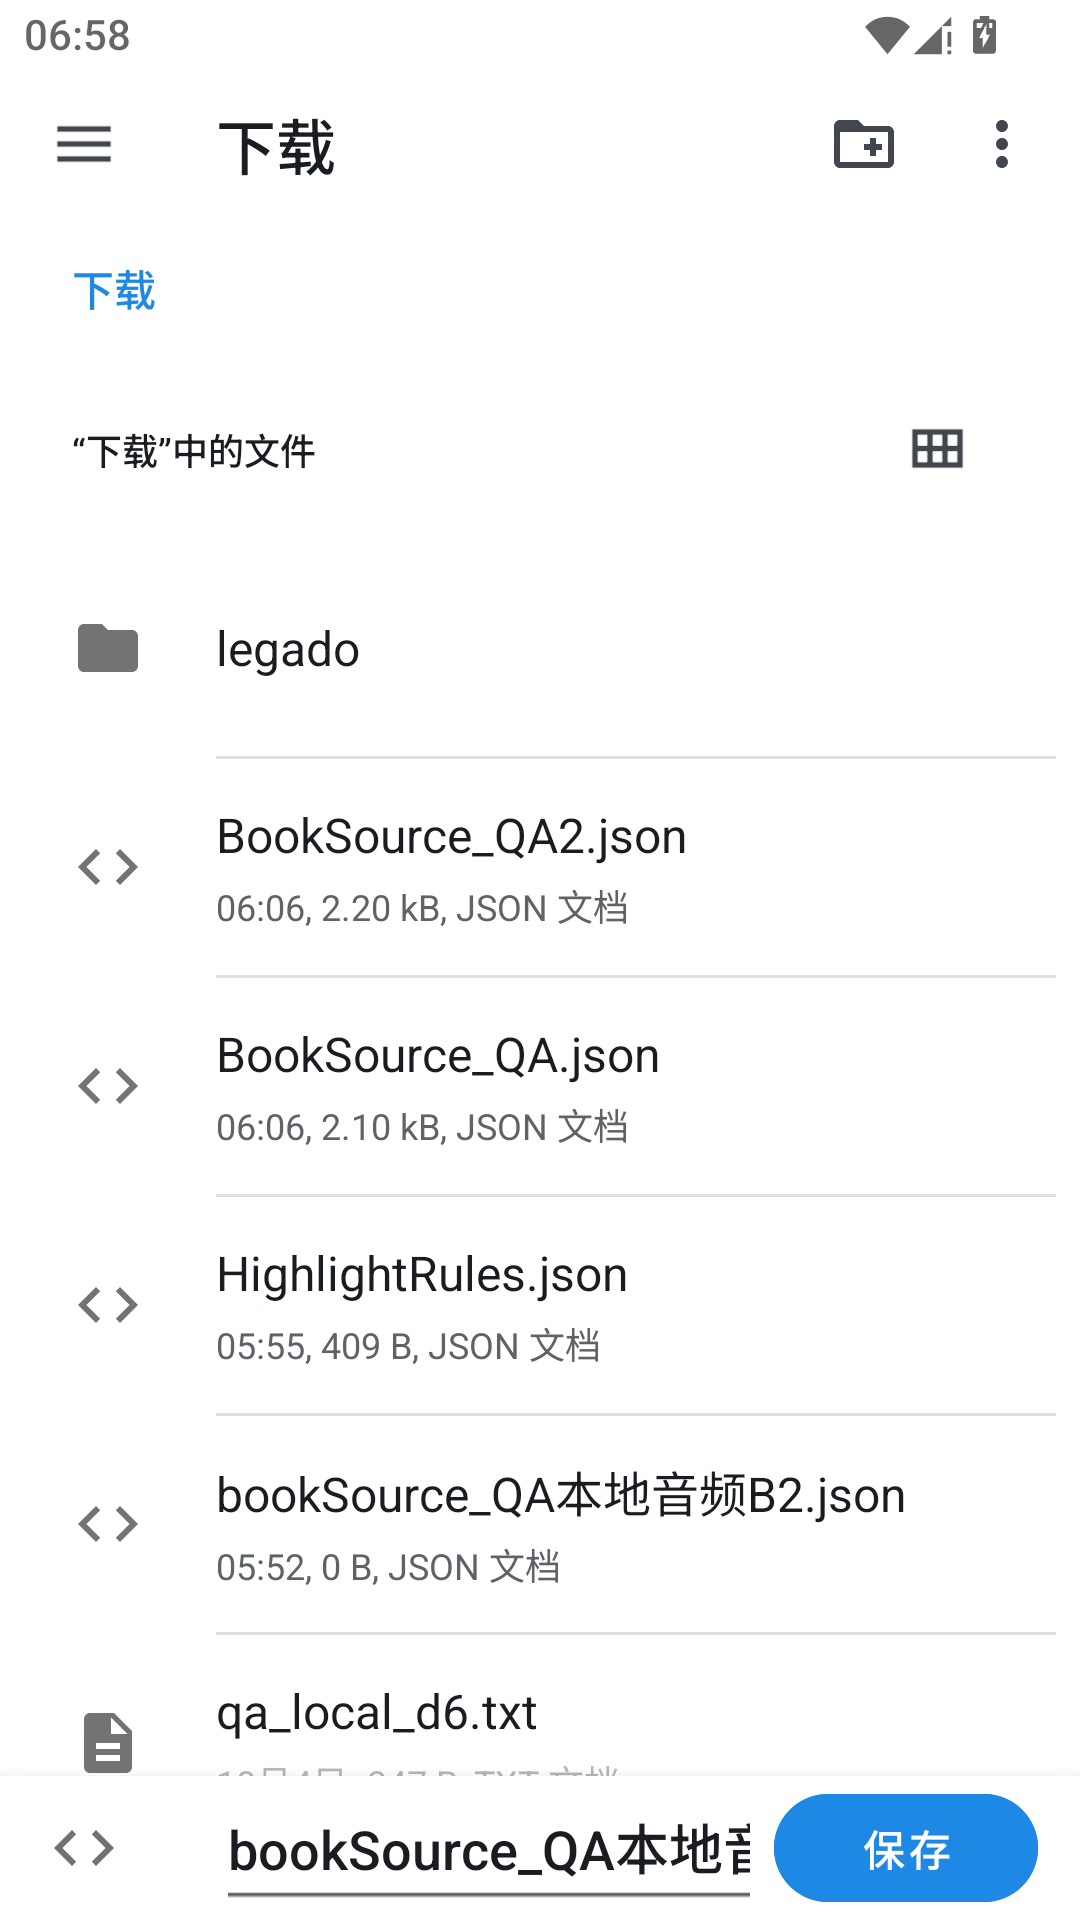 06:58
下载
下载
“下载”中的文件
legado
BookSource_QA2.json
06:06, 2.20 kB, JSON 文档
BookSource_QA.json
06:06, 2.10 kB, JSON 文档
HighlightRules.json
05:55, 409 B, JSON 文档
bookSource_QA本地音频B2.json
05:52, 0 B, JSON 文档
qa_local_d6.txt
bookSource_QA本地音
保存